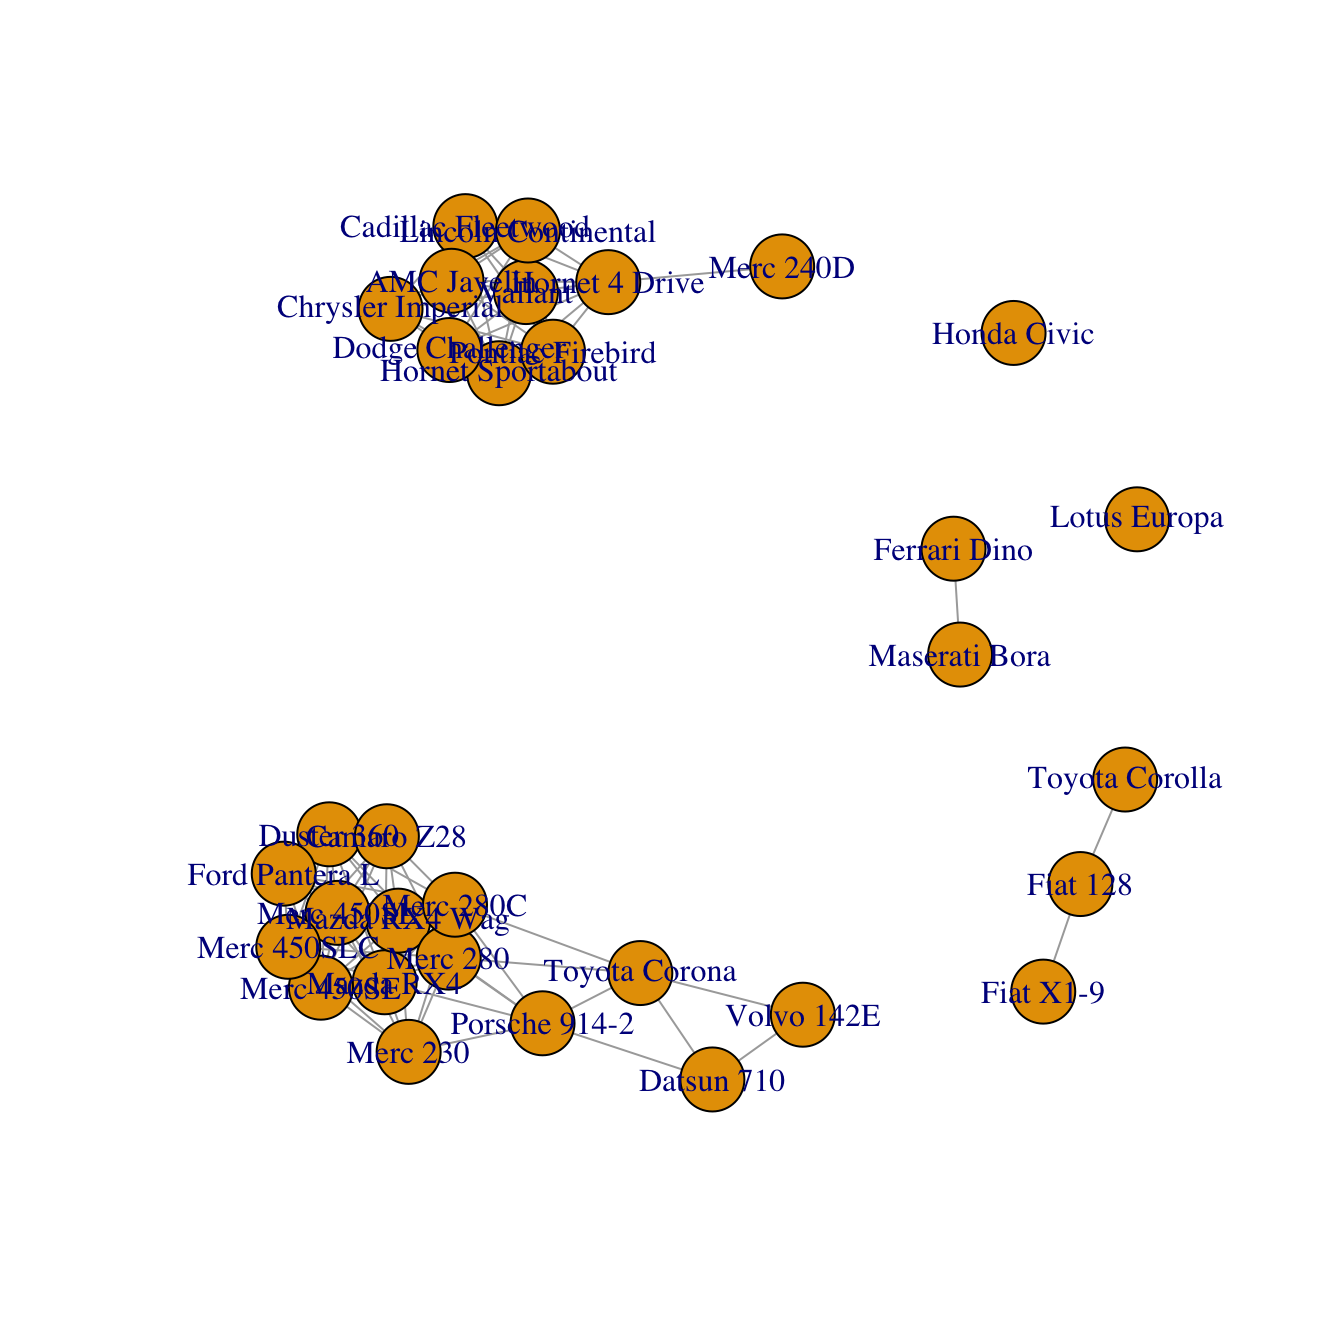 Cadillac Fleetwood
Lincoln Continental
Merc 240D
AMC Javelin
Hornet 4 Drive
Valiant
Chrysler Imperial
Honda Civic
Dodge Challenger
Pontiac Firebird
Hornet Sportabout
Lotus Europa
Ferrari Dino
Maserati Bora
Toyota Corolla
Duster 360
Camaro Z28
Ford Pantera L
Fiat 128
Merc 280C
Merc 450SL
Mazda RX4 Wag
Merc 450SLC
Merc 280
Toyota Corona
Merc 450SE
Mazda RX4
Fiat X1-9
Volvo 142E
Porsche 914-2
Merc 230
Datsun 710